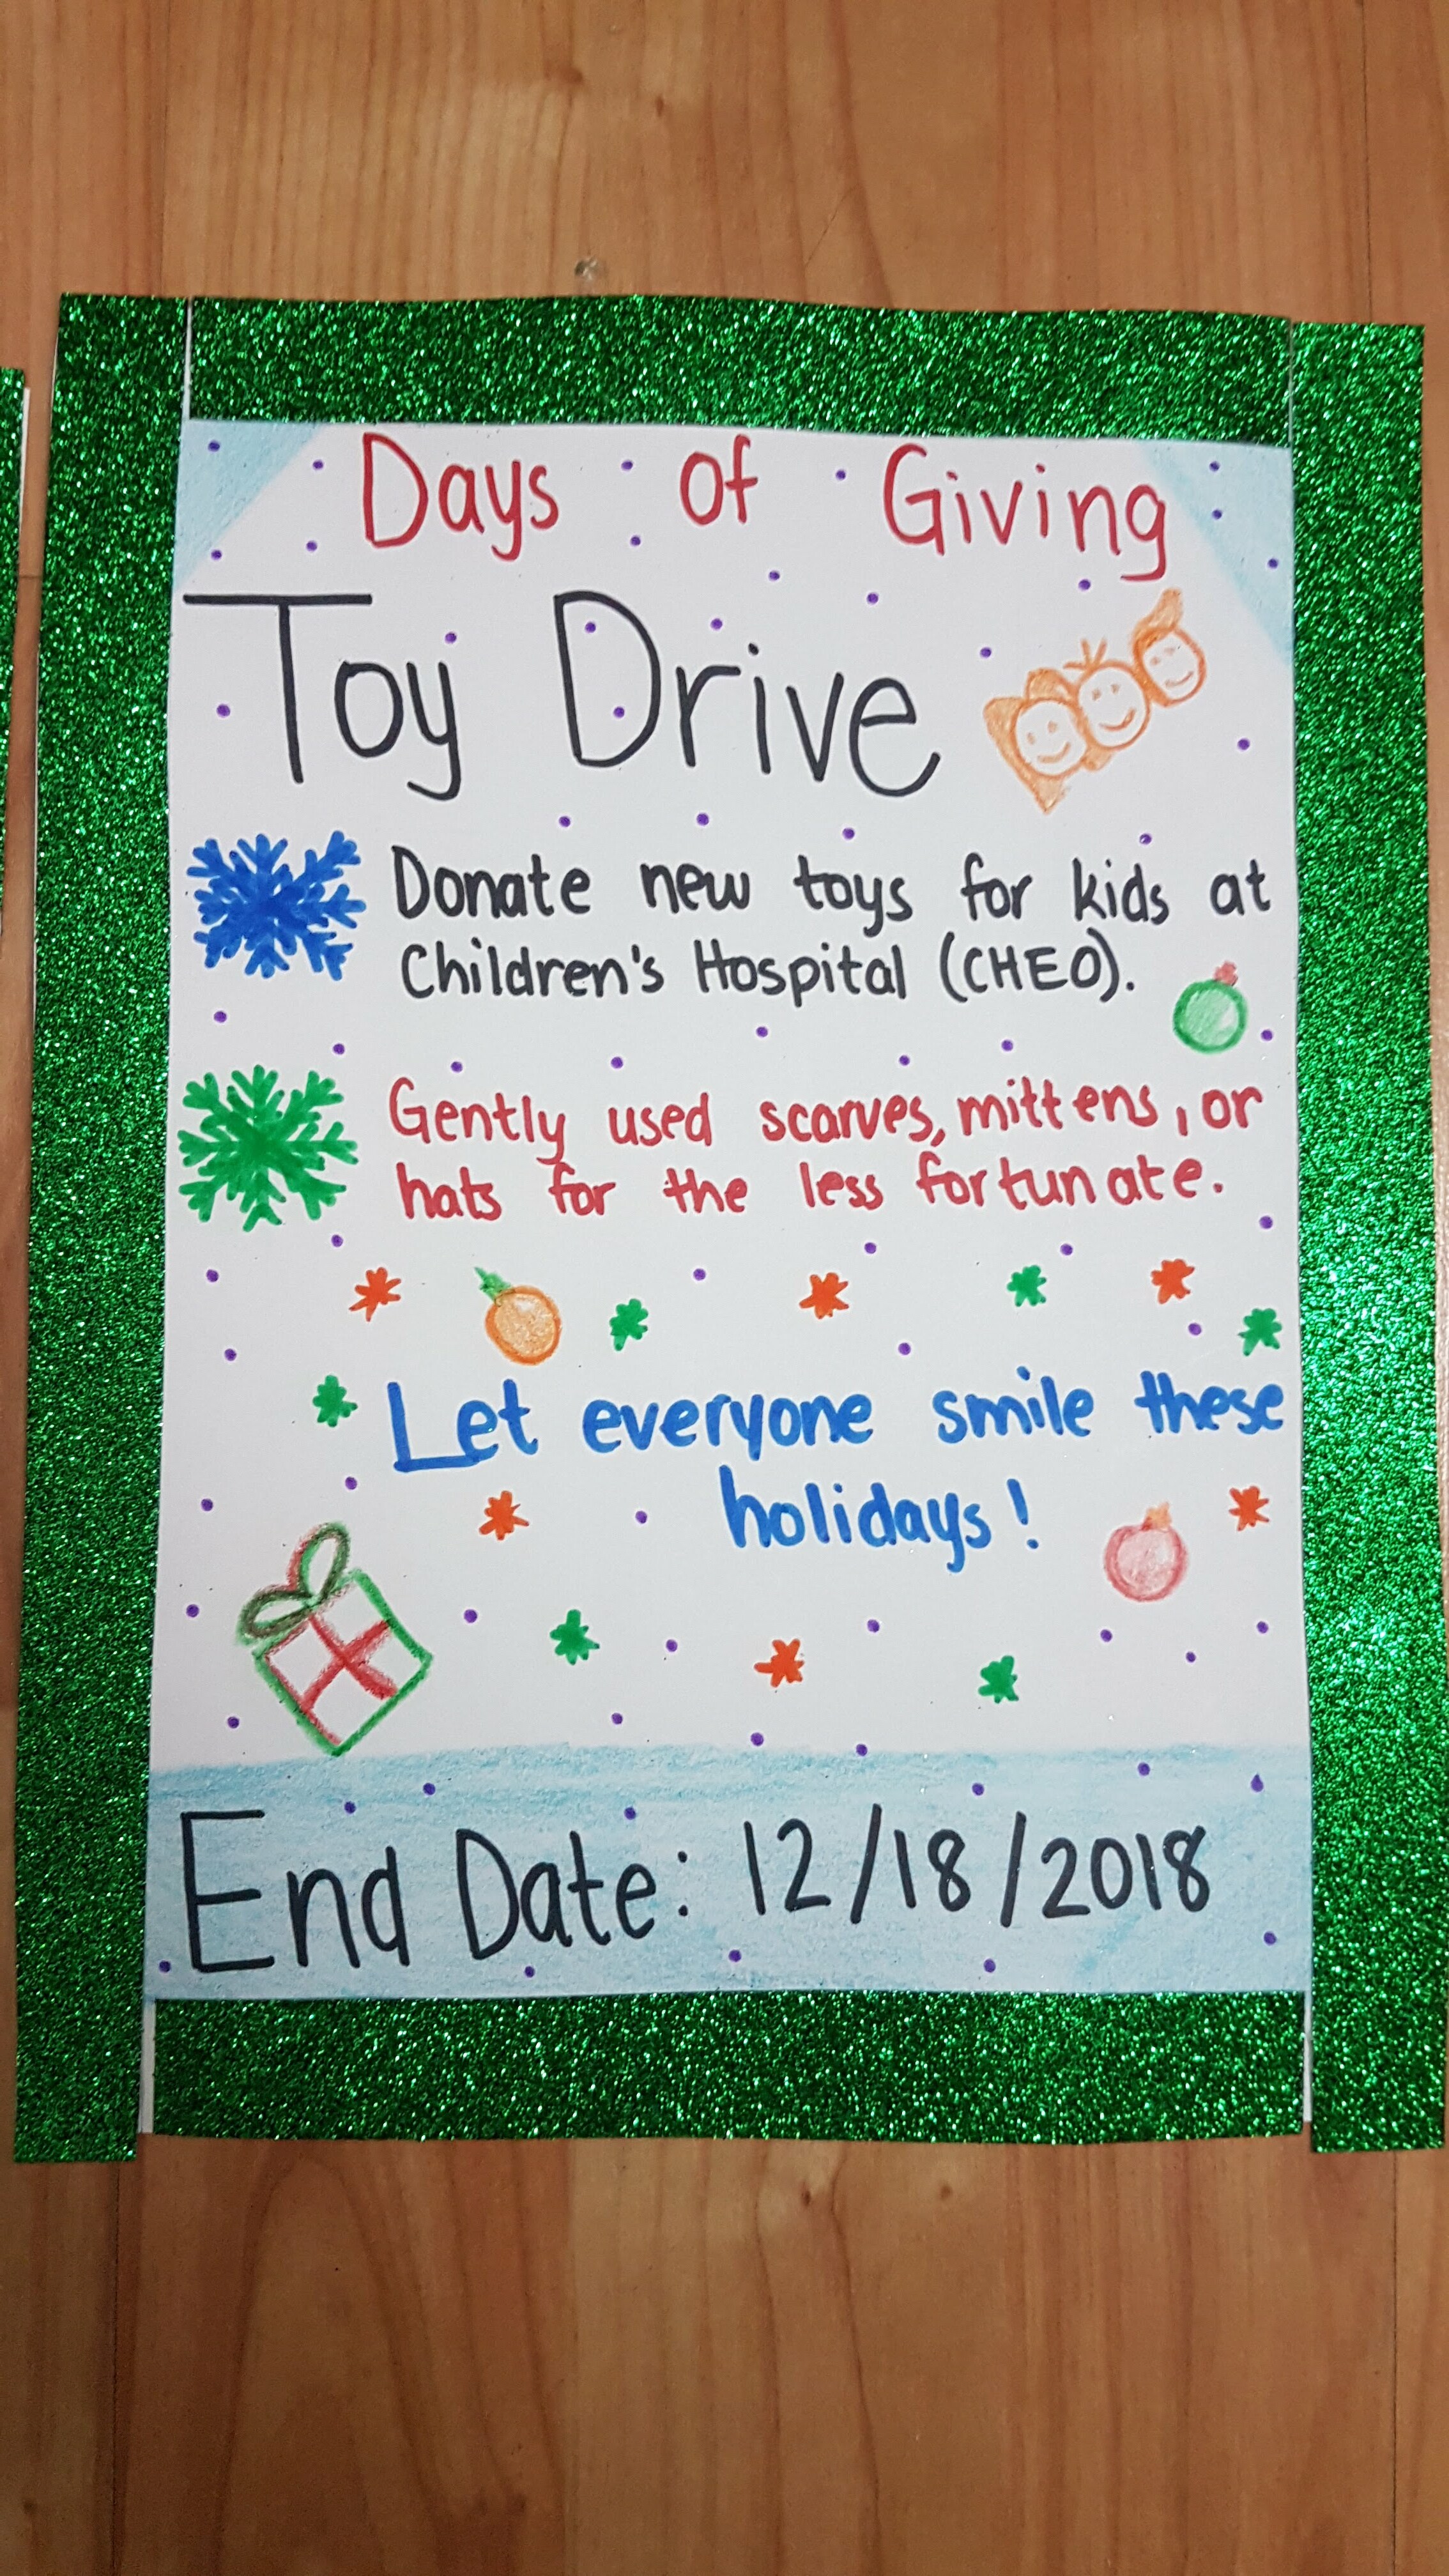 Days of Giving
Toy Drive
Donate new toys for kids at
Children's Hospital (CHEO).
Gently used scarves, mittens, or
hats for the less fortunate.
Let everyone smile these
holidays!
End Date: 12/18/2018